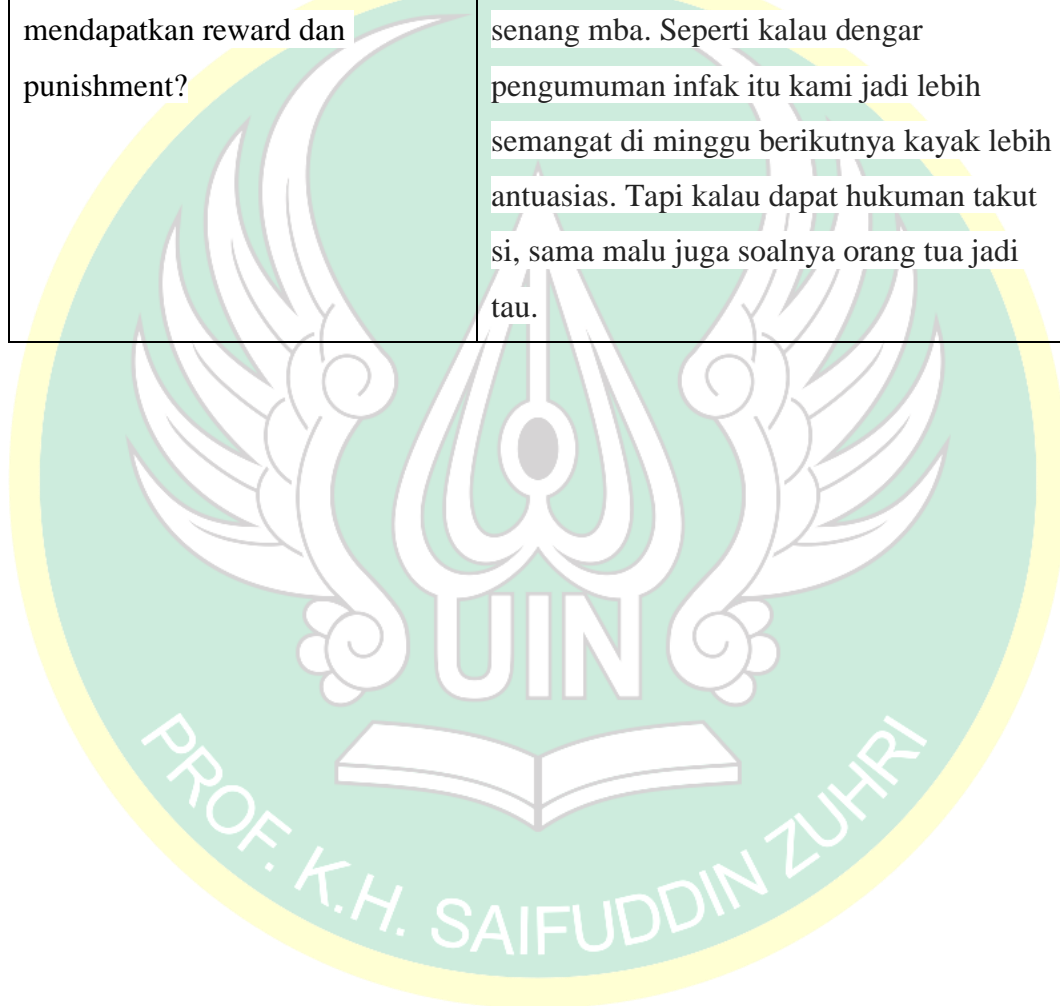 mendapatkan reward dan
punishment?
senang mba. Seperti kalau dengar
pengumuman infak itu kami jadi lebih
semangat di minggu berikutnya kayak lebih
antuasias. Tapi kalau dapat hukuman takut
si, sama malu juga soalnya orang tua jadi
tau.
UIN
PROF. K.H. SAIFUDDIN ZUHRI